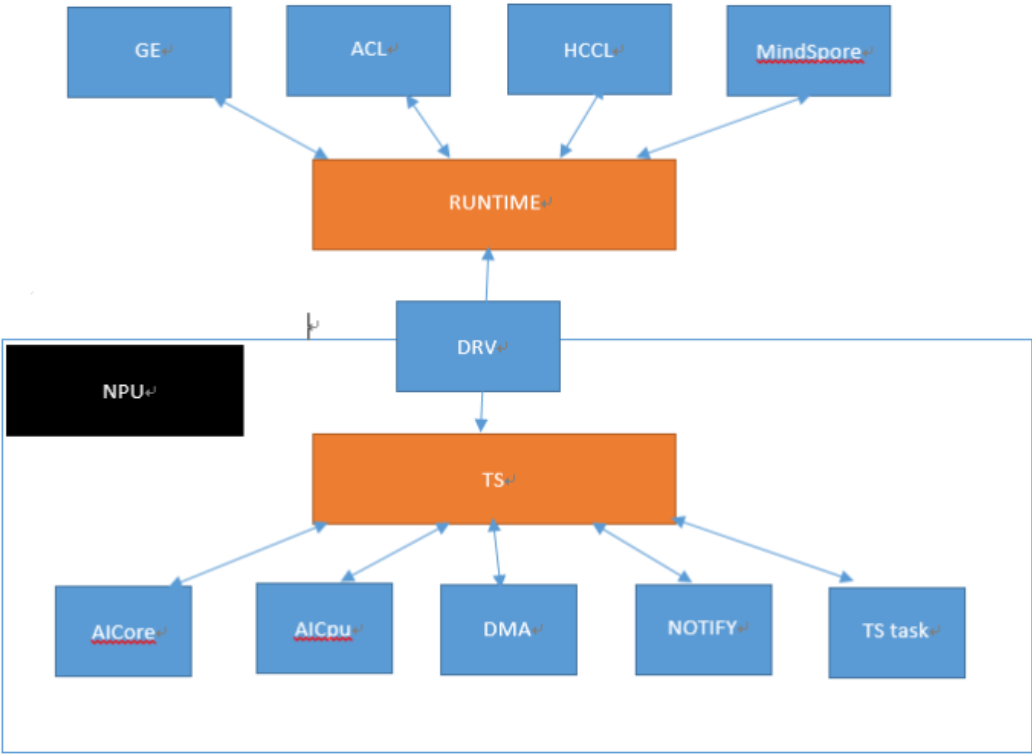 GE
ACL
HCCL
MindSpore
RUNTIME
DRV
NPU
TS
AICore
AICpu
DMA
NOTIFY
TS task